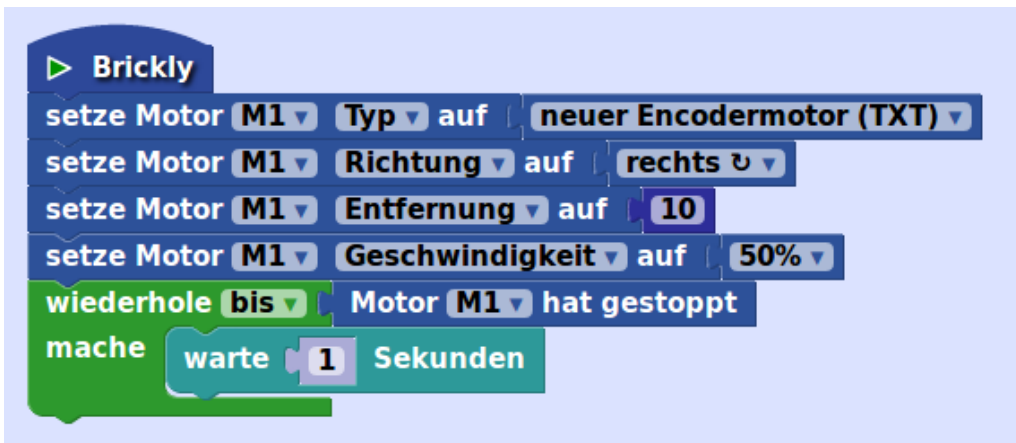 Brickly
setze Motor M1 Typ auf neuer Encodermotor (TXT)
setze Motor M1 Richtung auf rechts ↻
setze Motor M1 Entfernung auf 10
setze Motor M1 Geschwindigkeit auf 50%
wiederhole bis Motor M1 hat gestoppt
mache warte 1 Sekunden